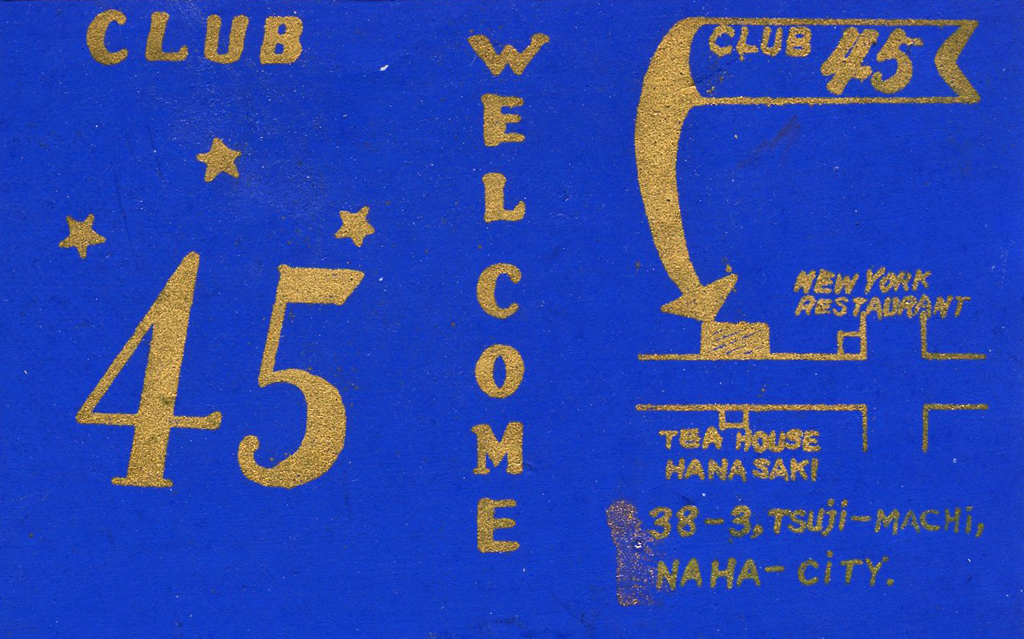 CLUB
45
WELCOME
CLUB 45
NEW YORK
RESTAURANT
TEA HOUSE
HANASAKI
38-3, TSUji-MACHi,
NAHA-CiTY.